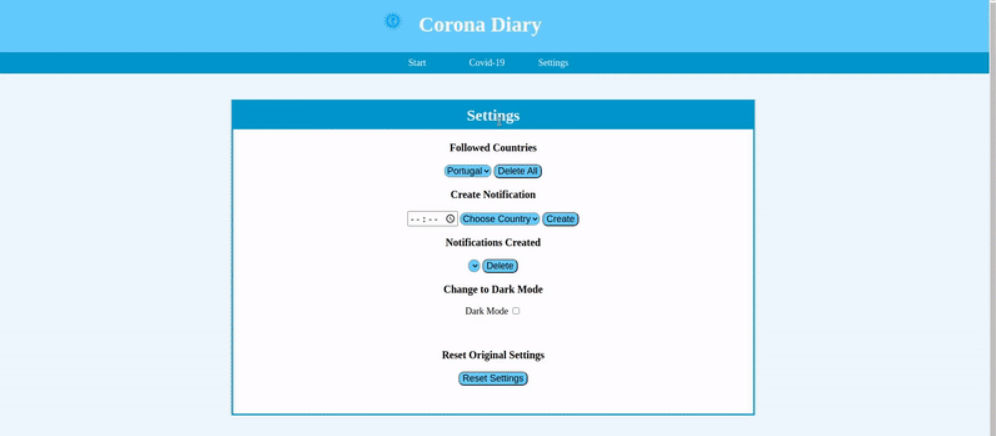 Corona Diary
Start Covid-19 Settings
Settings
Followed Countries
Portugal Delete All
Create Notification
--:-- Choose Country Create
Notifications Created
Delete
Change to Dark Mode
Dark Mode
Reset Original Settings
Reset Settings